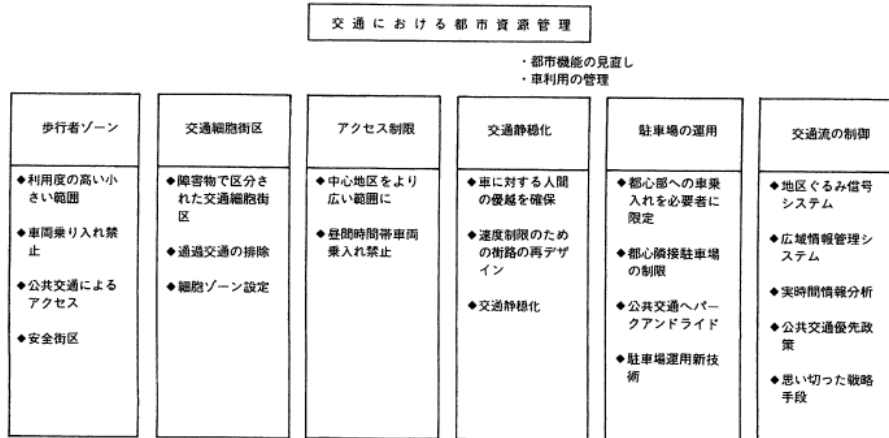 交通における都市資源管理
・都市機能の見直し
・車利用の管理
歩行者ゾーン
◆利用度の高い小
さい範囲
◆車両乗り入れ禁
止
◆公共交通による
アクセス
◆安全街区
交通細胞街区
◆障害物で区分さ
れた交通細胞街
区
◆通過交通の排除
◆細胞ゾーン設定
アクセス制限
◆中心地区をより
広い範囲に
◆昼間時間帯車両
乗入れ禁止
交通静穏化
◆車に対する人間
の優越を確保
◆速度制限のため
の街路の再デザ
イン
◆交通静穏化
駐車場の運用
◆都心部への車乗
入れを必要者に
限定
◆都心隣接駐車場
の制限
◆公共交通へパー
クアンドライド
◆駐車場運用新技
術
交通流の制御
◆地区ぐるみ信号
システム
◆広域情報管理シ
ステム
◆実時間情報分析
◆公共交通優先政
策
◆思い切った戦略
手段